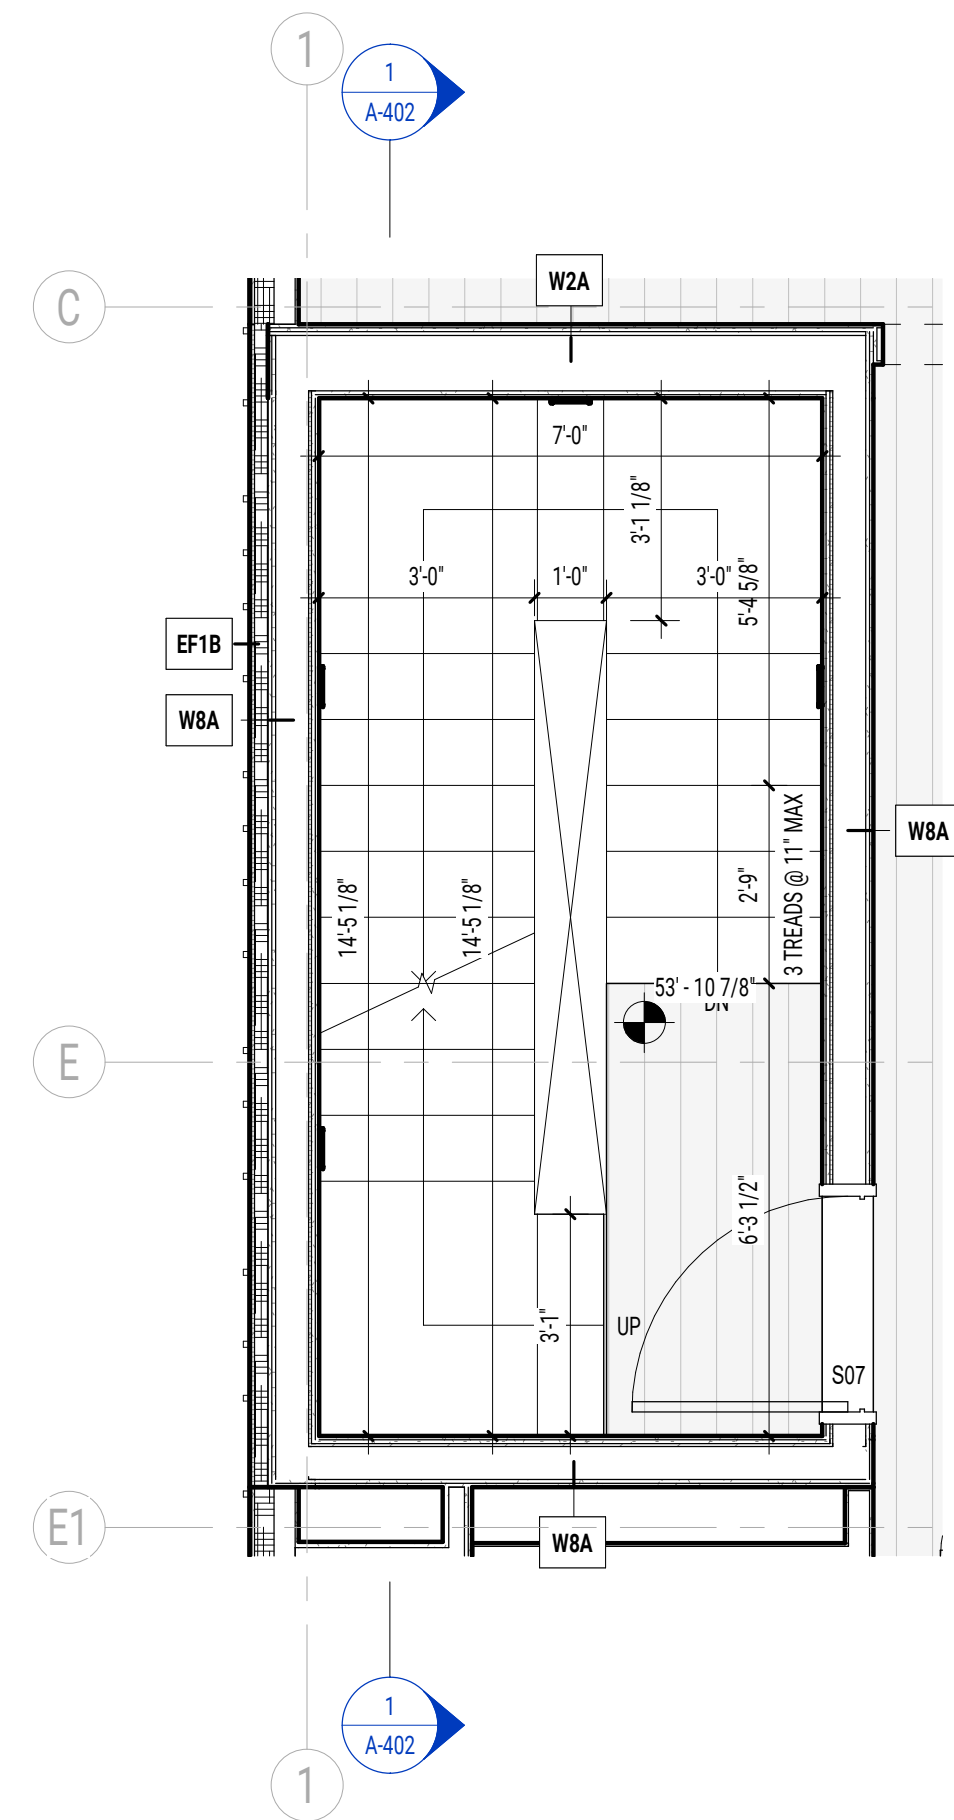 1
1
A-402
C
W2A
7'-0"
3'-1 1/8"
3'-0"
1'-0"
3'-0"
5'-4 5/8"
EF1B
W8A
W8A
3 TREADS @ 11" MAX
2'-9"
14'-5 1/8"
14'-5 1/8"
53' - 10 7/8"
DN
E
6'-3 1/2"
3'-1"
UP
S07
E1
W8A
1
A-402
1